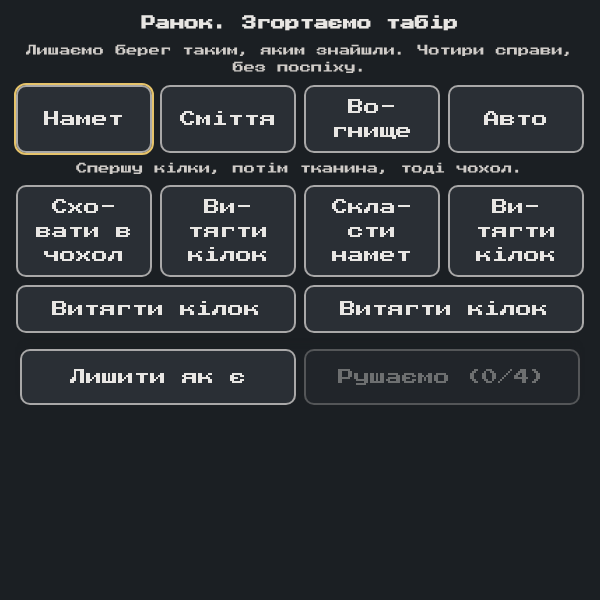 Ранок. Згортаємо табір
Лишаємо берег таким, яким знайшли. Чотири справи,
без поспіху.
Намет
Сміття
Во-
гнище
Авто
Спершу кілки, потім тканина, тоді чохол.
Схо-
вати в
чохол
Ви-
тягти
кілок
Скла-
сти
намет
Ви-
тягти
кілок
Витягти кілок
Витягти кілок
Лишити як є
Рушаємо (0/4)